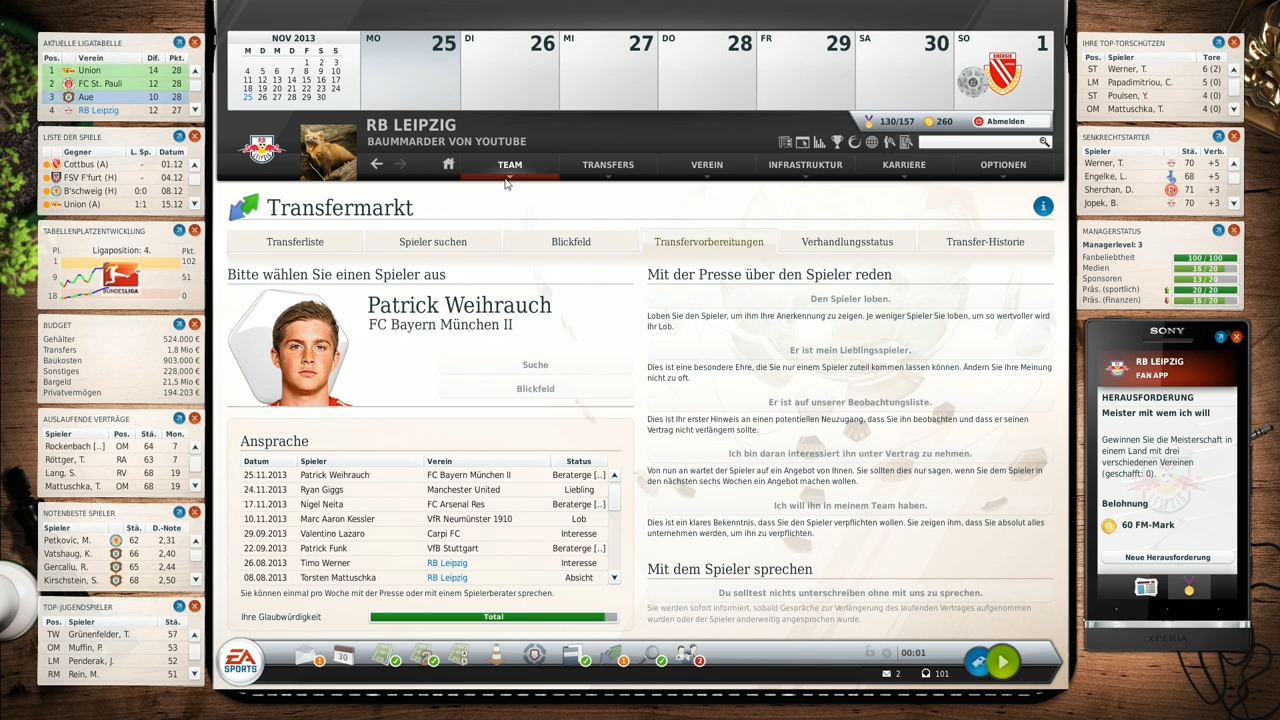 AKTUELLE LIGATABELLE
Pos. Verein Dif. Pkt.
1 Union 14 28
2 FC St. Pauli 12 28
3 Aue 10 28
4 RB Leipzig 12 27
LISTE DER SPIELE
Gegner L. Sp. Datum
Cottbus (A) - 01.12
FSV F'furt (H) - 04.12
B'schweig (H) 0:0 08.12
Union (A) 1:1 15.12
TABELLENPLATZENTWICKLUNG
Pl. Ligaposition: 4. Pkt.
1 102
9 51
18 0
BUNDESLIGA
BUDGET
Gehälter 524.000 €
Transfers 1,8 Mio €
Baukosten 903.000 €
Sonstiges 228.000 €
Bargeld 21,5 Mio €
Privatvermögen 194.203 €
AUSLAUFENDE VERTRÄGE
Spieler Pos. Stä. Mon.
Rockenbach [..] OM 64 7
Röttger, T. RA 63 7
Lang, S. RV 68 19
Mattuschka, T. OM 68 19
NOTENBESTE SPIELER
Spieler Stä. D.-Note
Petkovic, M. 62 2,31
Vatshaug, K. 66 2,40
Gercaliu, R. 65 2,44
Kirschstein, S. 68 2,50
TOP-JUGENDSPIELER
Pos. Spieler Stä.
TW Grünenfelder, T. 57
OM Muffin, P. 53
LM Penderak, J. 52
RM Rein, M. 51
NOV 2013
M D M D F S S
1 2 3
4 5 6 7 8 9 10
11 12 13 14 15 16 17
18 19 20 21 22 23 24
25 26 27 28 29 30
MO 25
DI 26
MI 27
DO 28
FR 29
SA 30
SO 1
ENERGIE
RB LEIPZIG
BAUMMARDER VON YOUTUBE
130/157 260 Abmelden
TEAM TRANSFERS VEREIN INFRASTRUKTUR KARRIERE OPTIONEN
Transfermarkt
Transferliste Spieler suchen Blickfeld Transfervorbereitungen Verhandlungsstatus Transfer-Historie
Bitte wählen Sie einen Spieler aus
Patrick Weihrauch
FC Bayern München II
Suche
Blickfeld
Ansprache
Datum Spieler Verein Status
25.11.2013 Patrick Weihrauch FC Bayern München II Beraterge [..]
24.11.2013 Ryan Giggs Manchester United Liebling
17.11.2013 Nigel Neita FC Arsenal Res Beraterge [..]
10.11.2013 Marc Aaron Kessler VfR Neumünster 1910 Lob
29.09.2013 Valentino Lazaro Carpi FC Interesse
22.09.2013 Patrick Funk VfB Stuttgart Beraterge [..]
26.08.2013 Timo Werner RB Leipzig Interesse
08.08.2013 Torsten Mattuschka RB Leipzig Absicht
Sie können einmal pro Woche mit der Presse oder mit einem Spielerberater sprechen.
Ihre Glaubwürdigkeit Total
Mit der Presse über den Spieler reden
Den Spieler loben.
Loben Sie den Spieler, um ihm Ihre Anerkennung zu zeigen. Je weniger Spieler Sie loben, um so wertvoller wird
Ihr Lob.
Er ist mein Lieblingsspieler.
Dies ist eine besondere Ehre, die Sie nur einem Spieler zuteil kommen lassen können. Ändern Sie Ihre Meinung
nicht zu oft.
Er ist auf unserer Beobachtungsliste.
Dies ist Ihr erster Hinweis an einen potentiellen Neuzugang, dass Sie ihn beobachten und dass er seinen
Vertrag nicht verlängern sollte.
Ich bin daran interessiert ihn unter Vertrag zu nehmen.
Von nun an wartet der Spieler auf ein Angebot von Ihnen. Sie sollten dies nur sagen, wenn Sie dem Spieler in
den nächsten sechs Wochen ein Angebot machen wollen.
Ich will ihn in meinem Team haben.
Dies ist ein klares Bekenntnis, dass Sie den Spieler verpflichten wollen. Sie zeigen ihm, dass Sie absolut alles
unternehmen werden, um ihn zu verpflichten.
Mit dem Spieler sprechen
Du solltest nichts unterschreiben ohne mit uns zu sprechen.
Sie werden sofort informiert, sobald Gespräche zur Verlängerung des laufenden Vertrages aufgenommen
wurden oder der Spieler anderweitig angesprochen wurde.
EA SPORTS
1 30 1 2
00:01
2 101
IHRE TOP-TORSCHÜTZEN
Pos. Spieler Tore
ST Werner, T. 6 (2)
LM Papadimitriou, C. 5 (0)
ST Poulsen, Y. 4 (0)
OM Mattuschka, T. 4 (0)
SENKRECHTSTARTER
Spieler Stä. Verb.
Werner, T. 70 +5
Engelke, L. 68 +5
Sherchan, D. 71 +3
Jopek, B. 70 +3
MANAGERSTATUS
Managerlevel: 3
Fanbeliebtheit 100 / 100
Medien 16 / 20
Sponsoren 13 / 20
Präs. (sportlich) 20 / 20
Präs. (finanzen) 16 / 20
SONY
RB LEIPZIG
FAN APP
HERAUSFORDERUNG
Meister mit wem ich will
Gewinnen Sie die Meisterschaft in
einem Land mit drei
verschiedenen Vereinen
(geschafft: 0).
Belohnung
60 FM-Mark
Neue Herausforderung
XPERIA